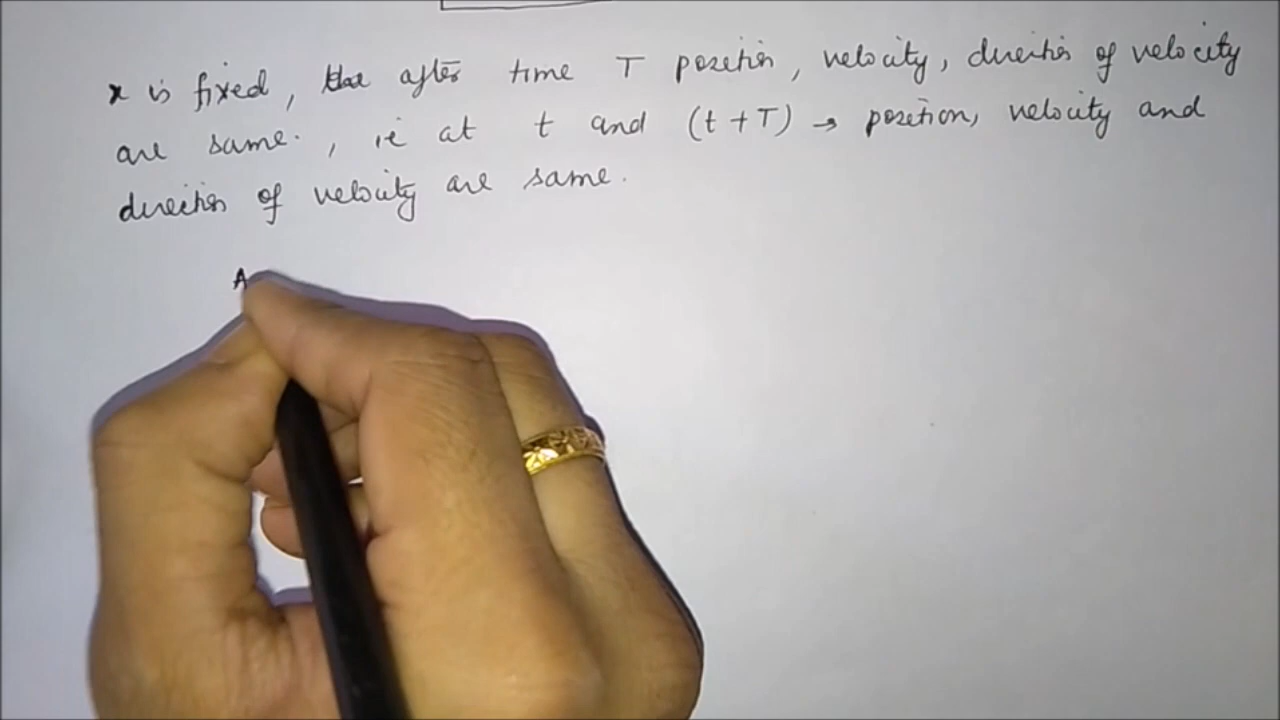 x is fixed, the after time T position, velocity, direction of velocity
are same. , ie at t and (t + T) → position, velocity and
direction of velocity are same.
A